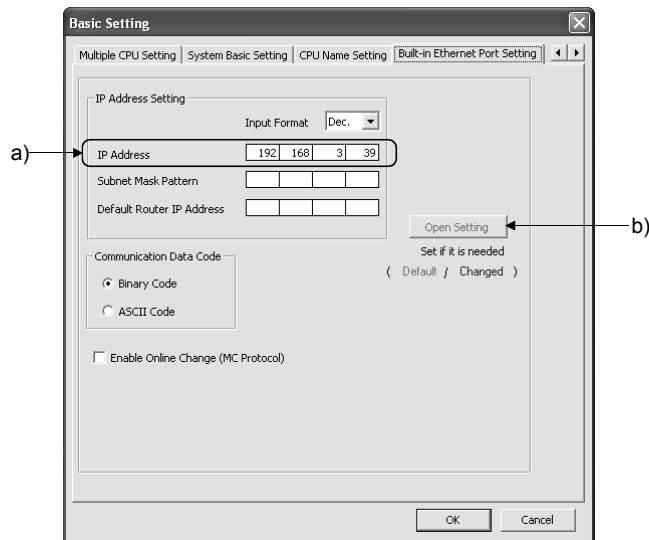 Basic Setting
Multiple CPU Setting System Basic Setting CPU Name Setting Built-in Ethernet Port Setting
IP Address Setting
Input Format Dec.
a) IP Address 192 168 3 39
Subnet Mask Pattern
Default Router IP Address
Open Setting b)
Set if it is needed
( Default / Changed )
Communication Data Code
Binary Code
ASCII Code
Enable Online Change (MC Protocol)
OK Cancel